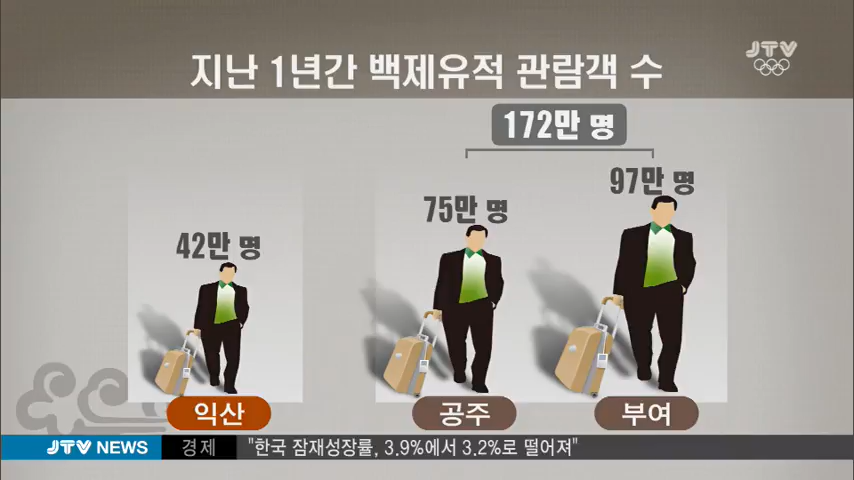 JTV
지난 1년간 백제유적 관람객 수
172만 명
97만 명
75만 명
42만 명
익산
공주
부여
JTV NEWS
경제
"한국 잠재성장률, 3.9%에서 3.2%로 떨어져"